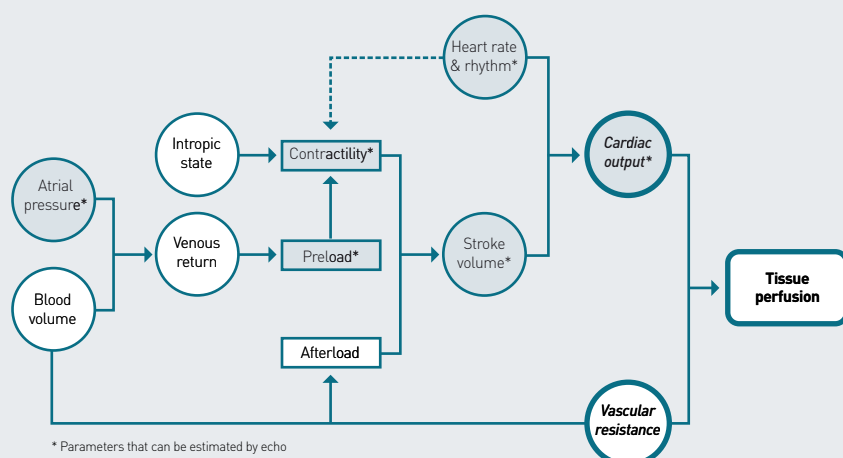 Heart rate
& rhythm*
Intropic
state
Contractility*
Cardiac
output*
Atrial
pressure*
Venous
return
Preload*
Stroke
volume*
Blood
volume
Tissue
perfusion
Afterload
Vascular
resistance
* Parameters that can be estimated by echo